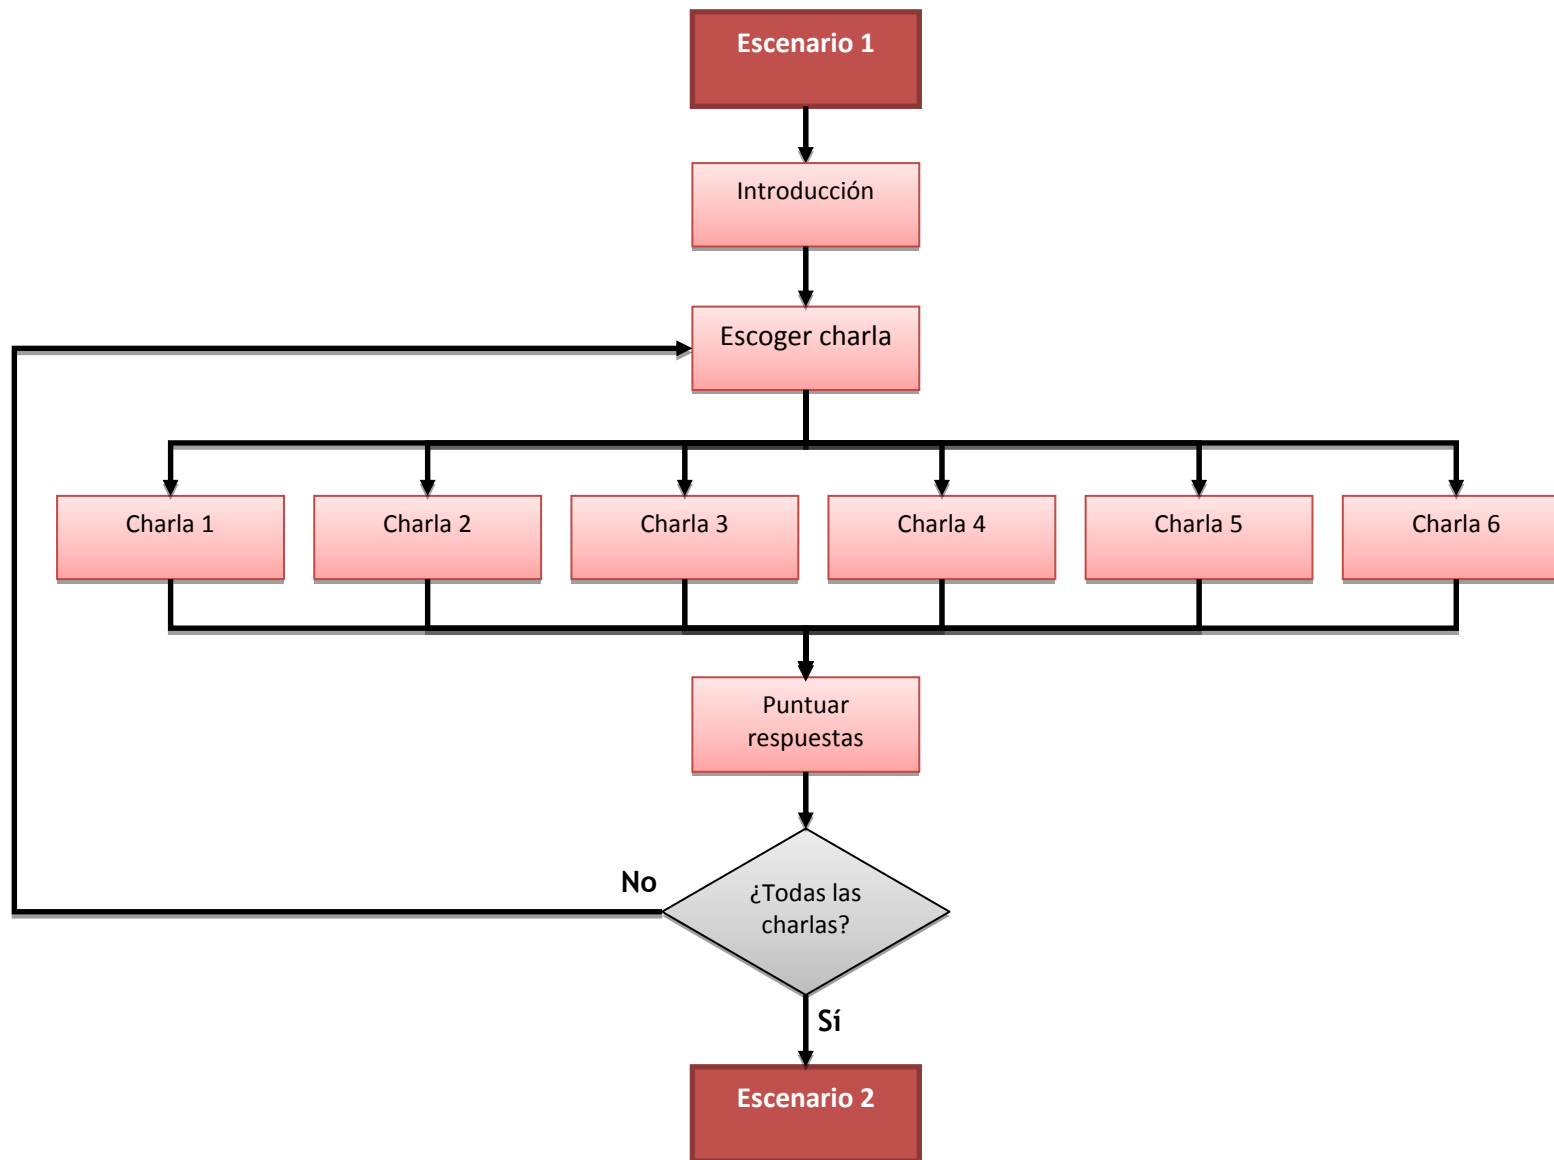 Escenario 1
Introducción
Escoger charla
Charla 1
Charla 2
Charla 3
Charla 4
Charla 5
Charla 6
Puntuar
respuestas
No
¿Todas las
charlas?
Sí
Escenario 2